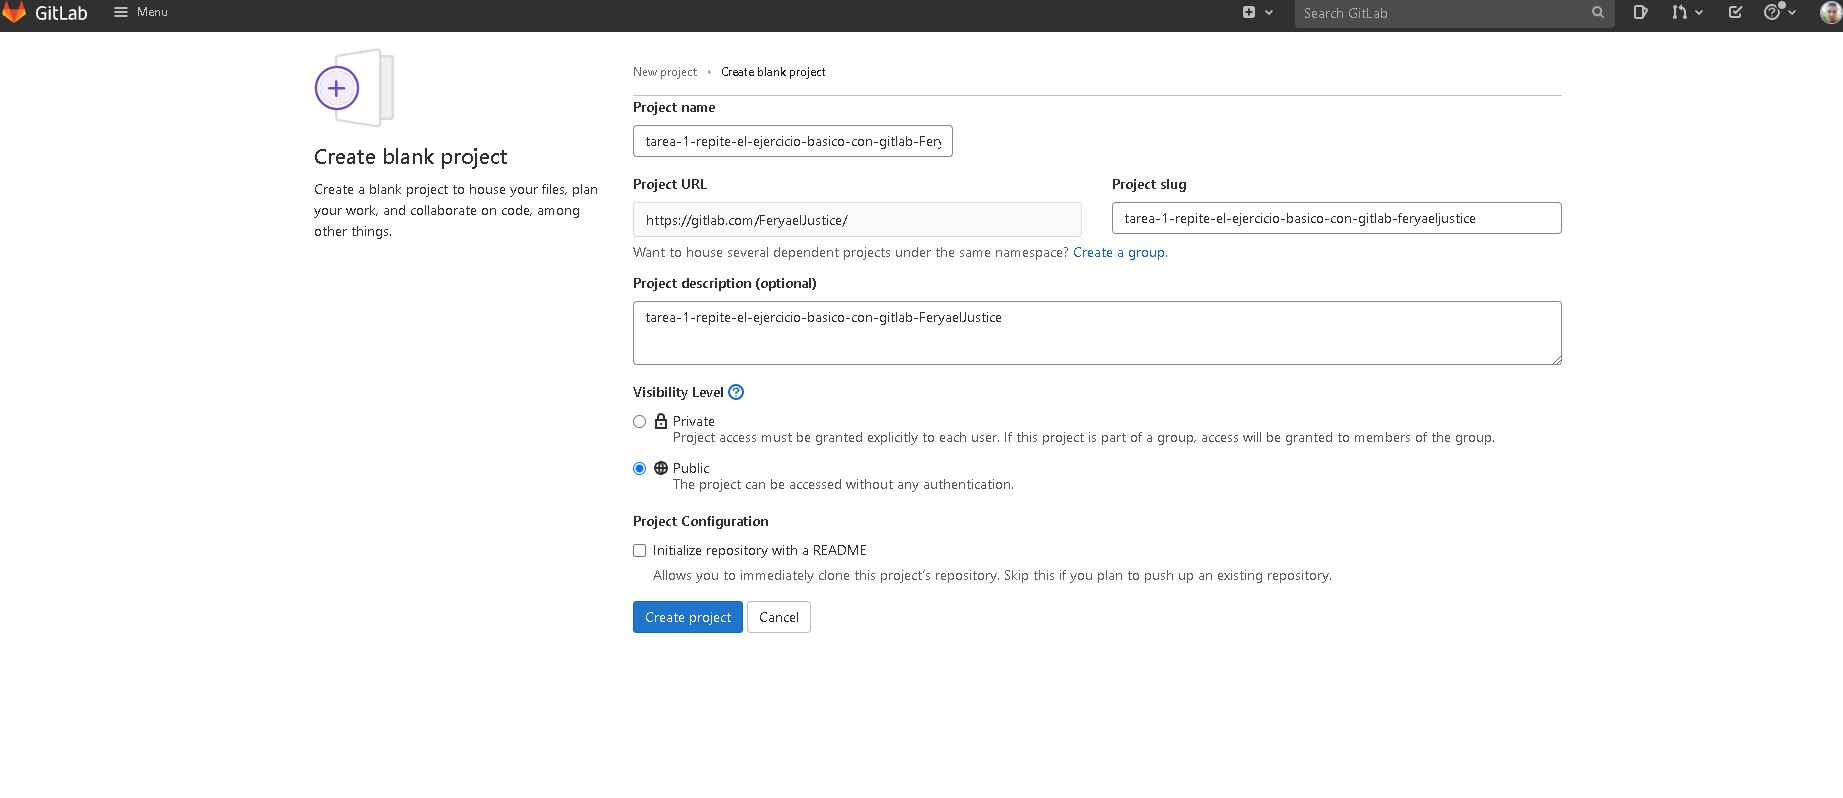 GitLab
Menu
Search GitLab
Create blank project
Create a blank project to house your files, plan
your work, and collaborate on code, among
other things.
New project › Create blank project
Project name
tarea-1-repite-el-ejercicio-basico-con-gitlab-Fery
Project URL
https://gitlab.com/FeryaelJustice/
Project slug
tarea-1-repite-el-ejercicio-basico-con-gitlab-feryaeljustice
Want to house several dependent projects under the same namespace? Create a group.
Project description (optional)
tarea-1-repite-el-ejercicio-basico-con-gitlab-FeryaelJustice
Visibility Level
Private
Project access must be granted explicitly to each user. If this project is part of a group, access will be granted to members of the group.
Public
The project can be accessed without any authentication.
Project Configuration
Initialize repository with a README
Allows you to immediately clone this project's repository. Skip this if you plan to push up an existing repository.
Create project
Cancel